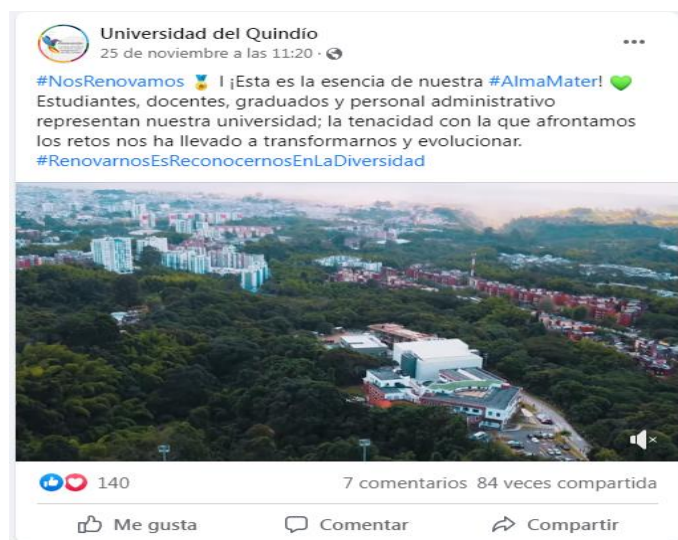 Universidad del Quindío
25 de noviembre a las 11:20 ·
#NosRenovamos 🏅 I ¡Esta es la esencia de nuestra #AlmaMater! 💚
Estudiantes, docentes, graduados y personal administrativo
representan nuestra universidad; la tenacidad con la que afrontamos
los retos nos ha llevado a transformarnos y evolucionar.
#RenovarnosEsReconocernosEnLaDiversidad
140 7 comentarios 84 veces compartida
Me gusta Comentar Compartir